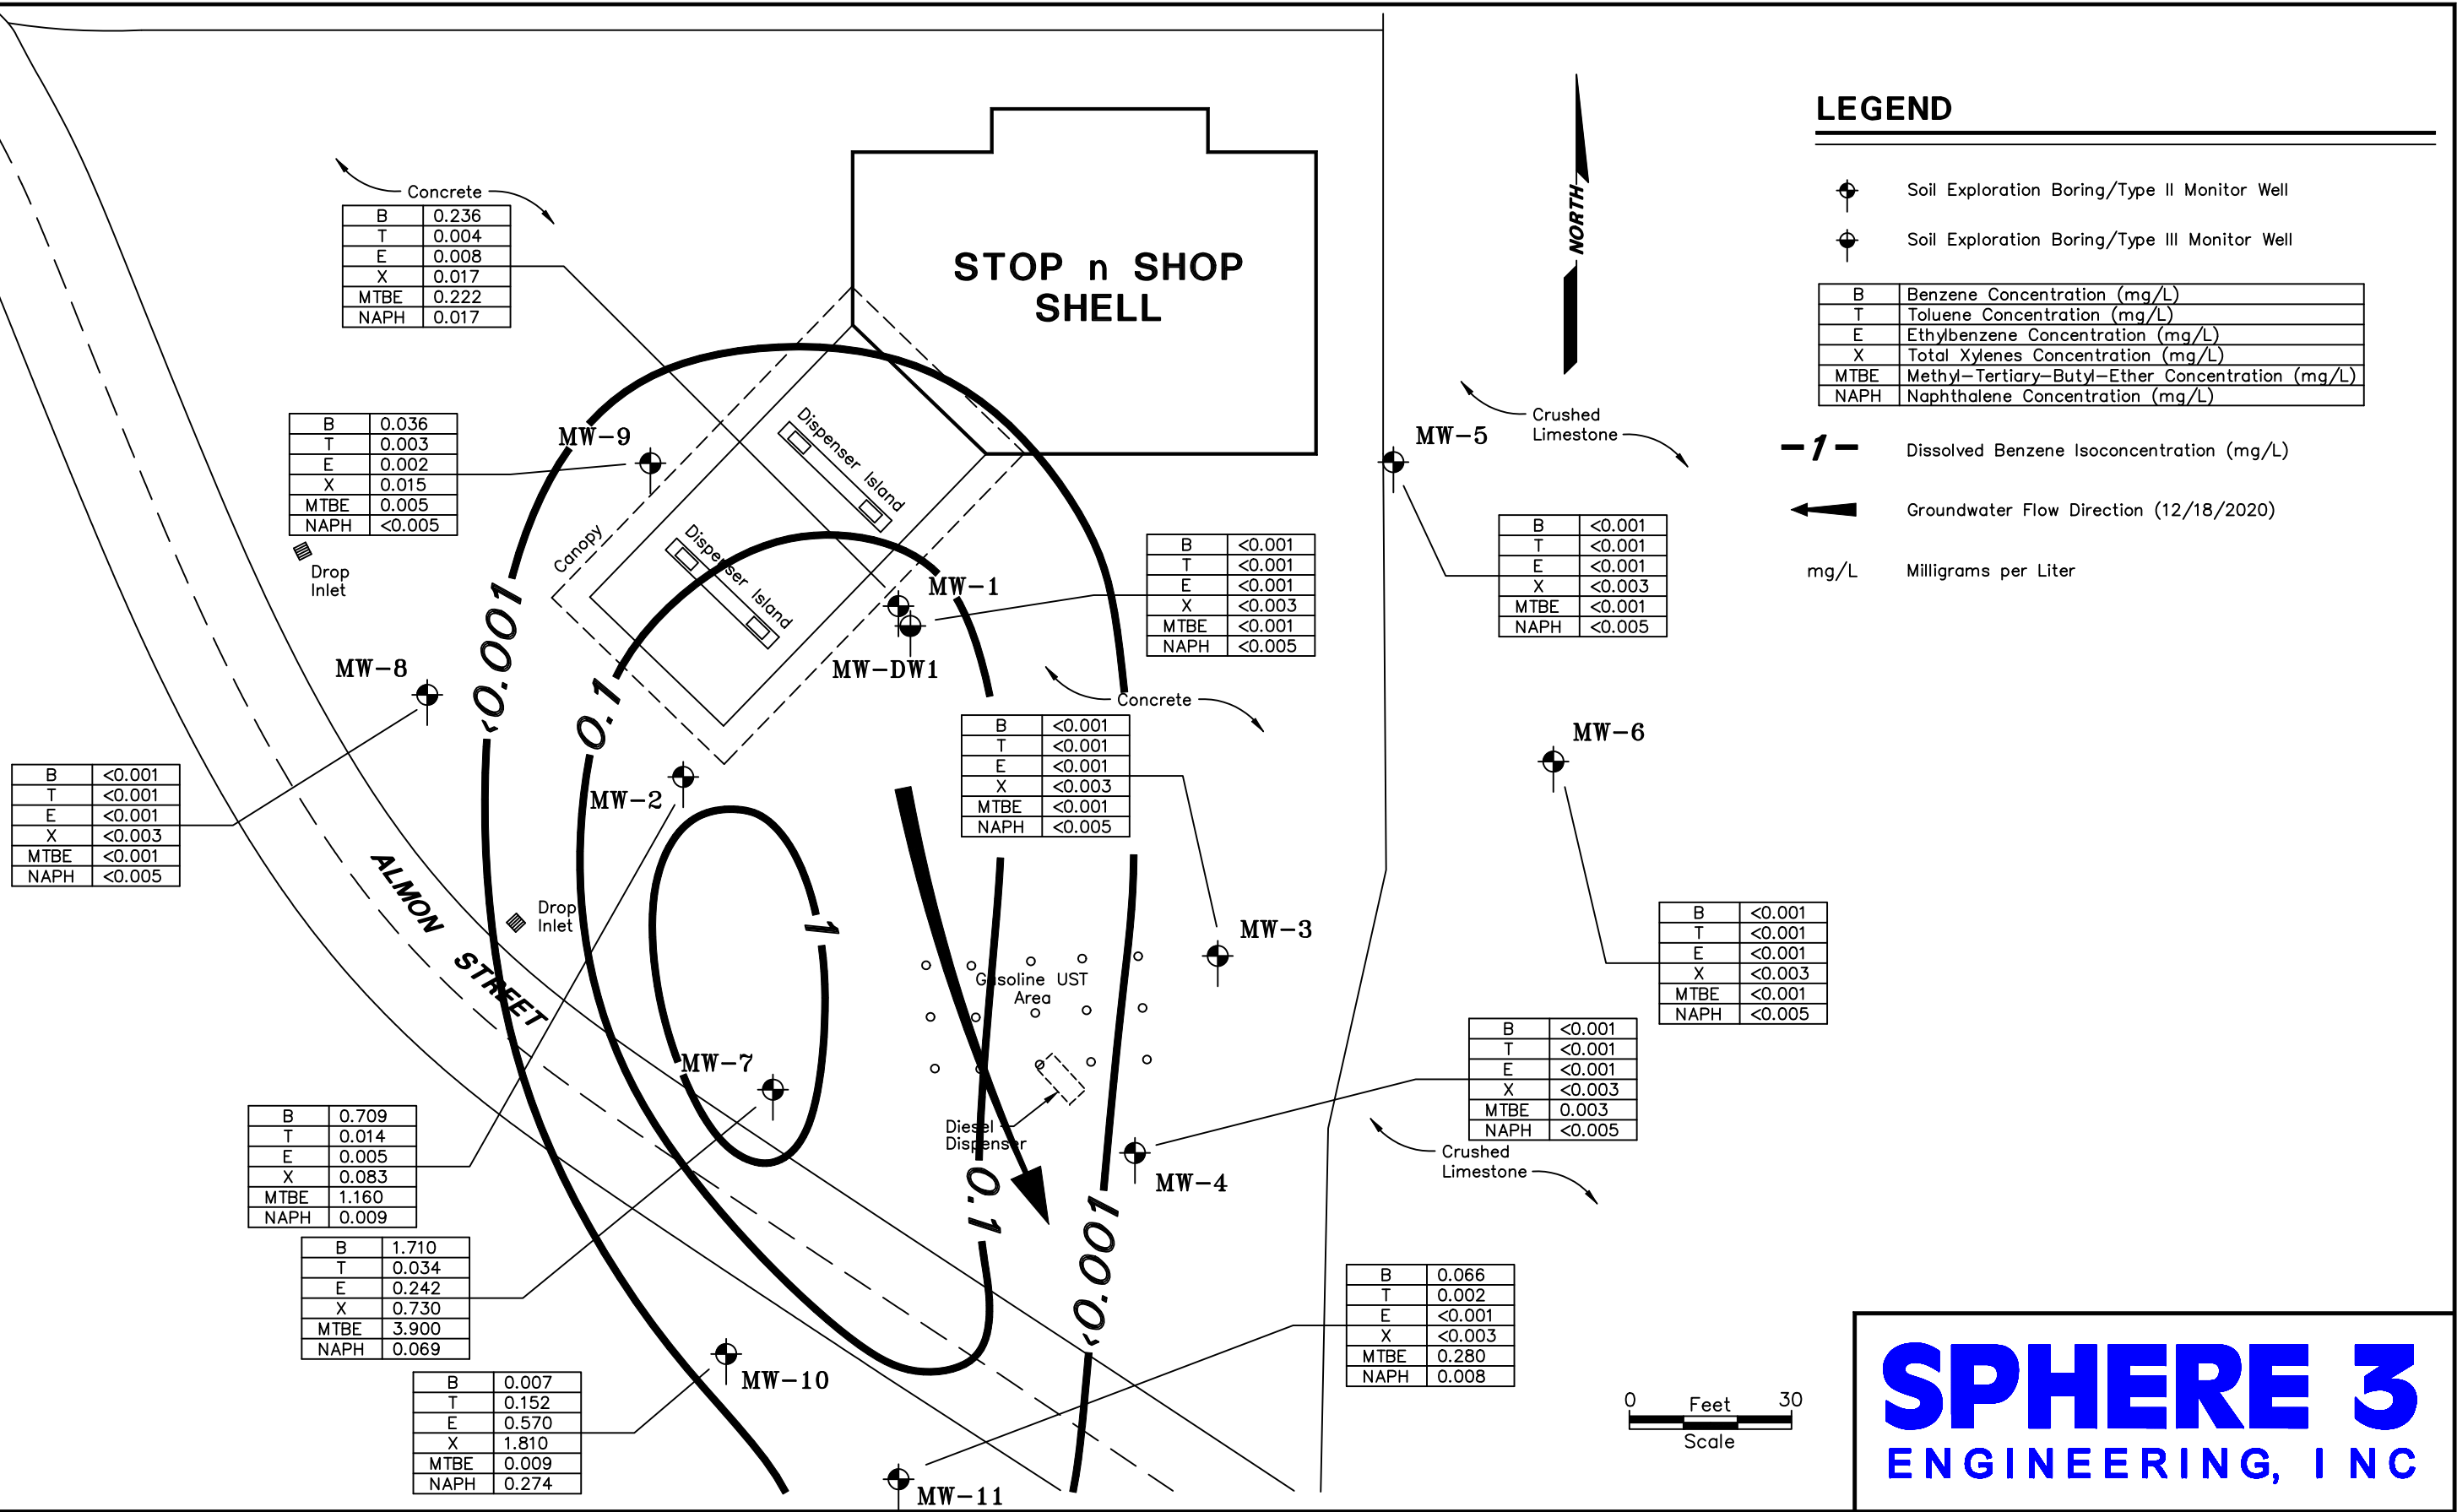 LEGEND
Soil Exploration Boring/Type II Monitor Well
Soil Exploration Boring/Type III Monitor Well
B Benzene Concentration (mg/L)
T Toluene Concentration (mg/L)
E Ethylbenzene Concentration (mg/L)
X Total Xylenes Concentration (mg/L)
MTBE Methyl-Tertiary-Butyl-Ether Concentration (mg/L)
NAPH Naphthalene Concentration (mg/L)
-1- Dissolved Benzene Isoconcentration (mg/L)
Groundwater Flow Direction (12/18/2020)
mg/L Milligrams per Liter
NORTH
STOP n SHOP
SHELL
Concrete
B 0.236
T 0.004
E 0.008
X 0.017
MTBE 0.222
NAPH 0.017
MW-9
B 0.036
T 0.003
E 0.002
X 0.015
MTBE 0.005
NAPH <0.005
Drop
Inlet
Canopy
Dispenser Island
Dispenser Island
MW-1
MW-DW1
B <0.001
T <0.001
E <0.001
X <0.003
MTBE <0.001
NAPH <0.005
MW-5
Crushed
Limestone
B <0.001
T <0.001
E <0.001
X <0.003
MTBE <0.001
NAPH <0.005
<0.001
0.1
MW-8
B <0.001
T <0.001
E <0.001
X <0.003
MTBE <0.001
NAPH <0.005
MW-2
Concrete
B <0.001
T <0.001
E <0.001
X <0.003
MTBE <0.001
NAPH <0.005
MW-6
B <0.001
T <0.001
E <0.001
X <0.003
MTBE <0.001
NAPH <0.005
ALMON STREET
Drop
Inlet
1
MW-3
Gasoline UST
Area
MW-7
Diesel
Dispenser
B <0.001
T <0.001
E <0.001
X <0.003
MTBE 0.003
NAPH <0.005
MW-4
Crushed
Limestone
B 0.709
T 0.014
E 0.005
X 0.083
MTBE 1.160
NAPH 0.009
0.1
<0.001
B 1.710
T 0.034
E 0.242
X 0.730
MTBE 3.900
NAPH 0.069
B 0.066
T 0.002
E <0.001
X <0.003
MTBE 0.280
NAPH 0.008
MW-10
B 0.007
T 0.152
E 0.570
X 1.810
MTBE 0.009
NAPH 0.274
MW-11
0 Feet 30
Scale
SPHERE 3
ENGINEERING, INC